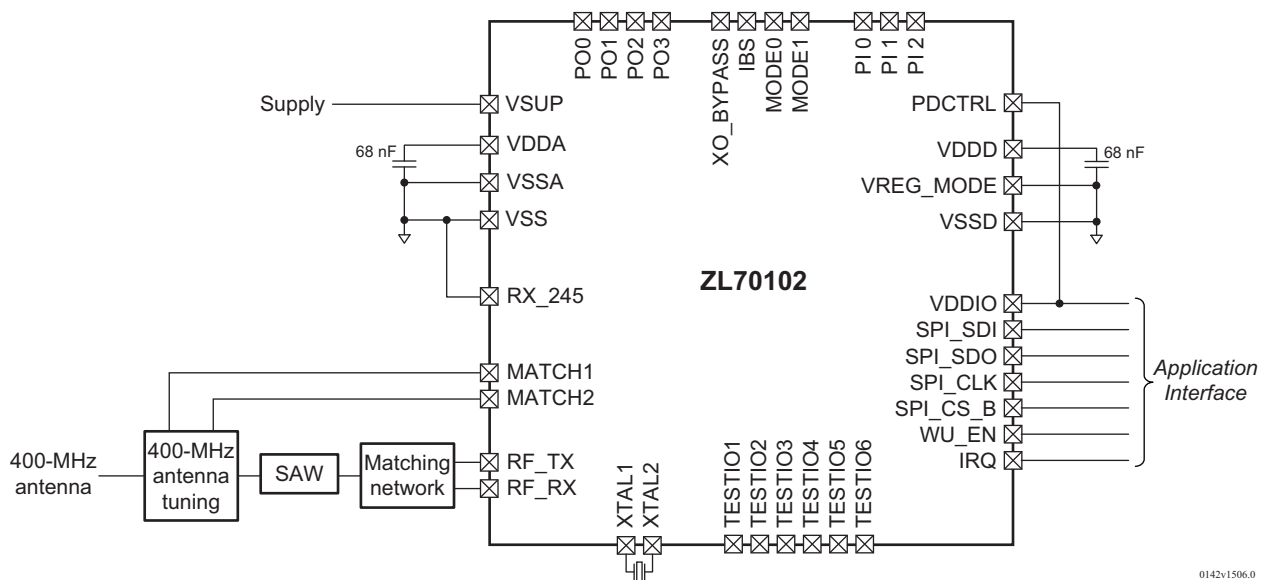 PO0
PO1
PO2
PO3
XO_BYPASS
IBS
MODE0
MODE1
PI 0
PI 1
PI 2
Supply
VSUP
VDDA
68 nF
VSSA
VSS
RX_245
MATCH1
MATCH2
RF_TX
RF_RX
400-MHz
antenna
400-MHz
antenna
tuning
SAW
Matching
network
ZL70102
PDCTRL
VDDD
68 nF
VREG_MODE
VSSD
VDDIO
SPI_SDI
SPI_SDO
SPI_CLK
SPI_CS_B
WU_EN
IRQ
Application
Interface
XTAL1
XTAL2
TESTIO1
TESTIO2
TESTIO3
TESTIO4
TESTIO5
TESTIO6
0142v1506.0